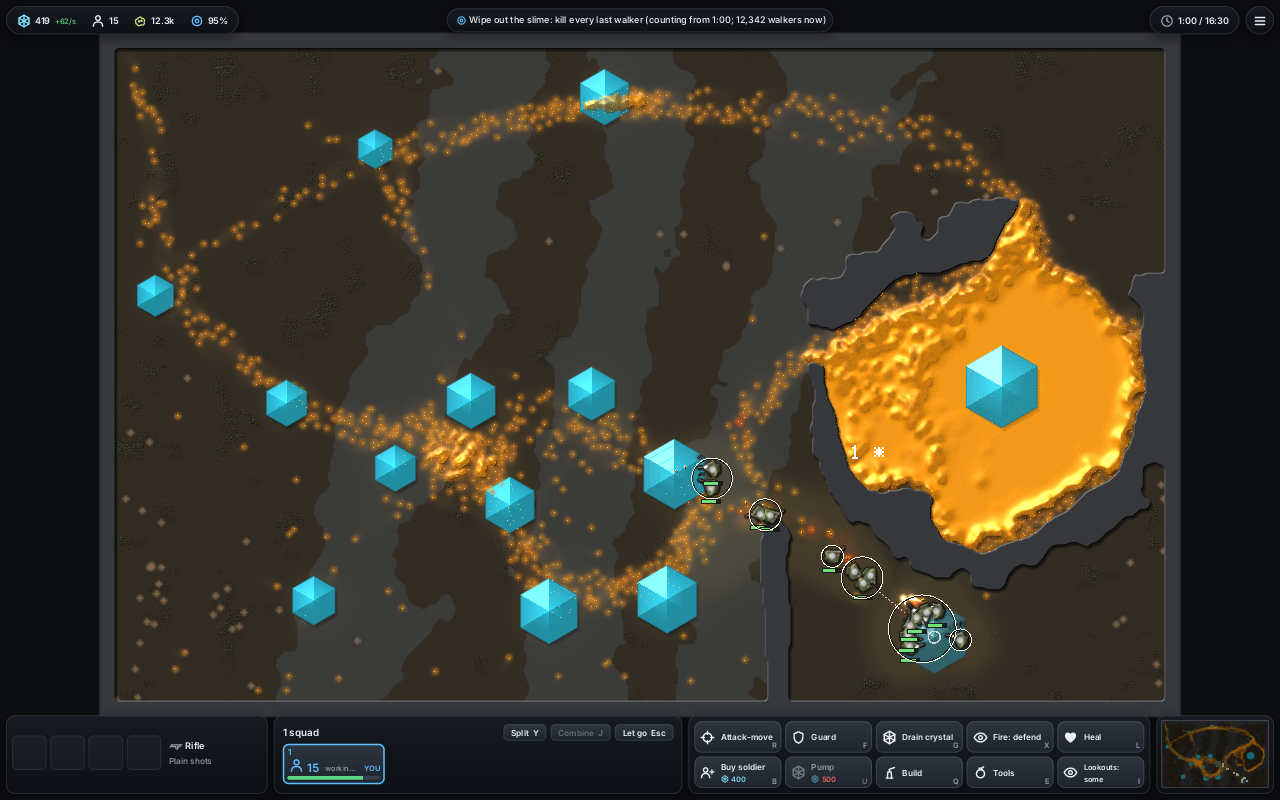 419 +62/s 15 12.3k 95%
Wipe out the slime: kill every last walker (counting from 1:00; 12,342 walkers now)
1:00 / 16:30
1
Rifle
Plain shots
1 squad
Split Y
Combine J
Let go Esc
1
15 workin... YOU
Attack-move R
Guard F
Drain crystal G
Fire: defend X
Heal L
Buy soldier 400 B
Pump 500 U
Build Q
Tools E
Lookouts: some I